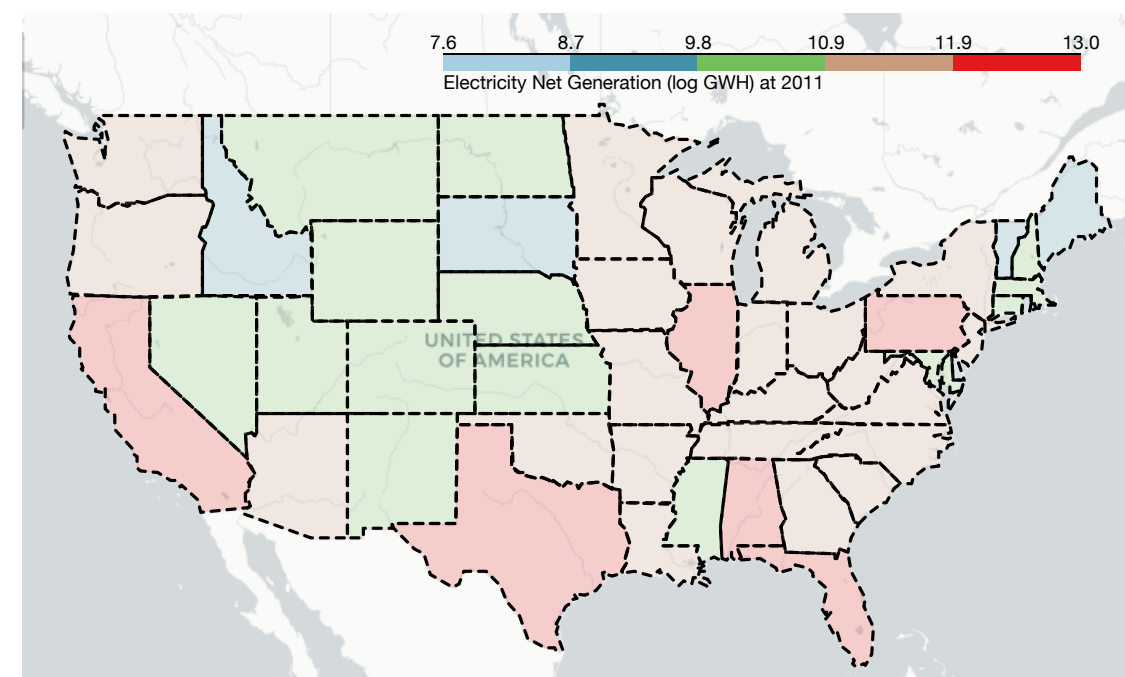 7.6 8.7 9.8 10.9 11.9 13.0
Electricity Net Generation (log GWH) at 2011
UNITED STATES
OF AMERICA